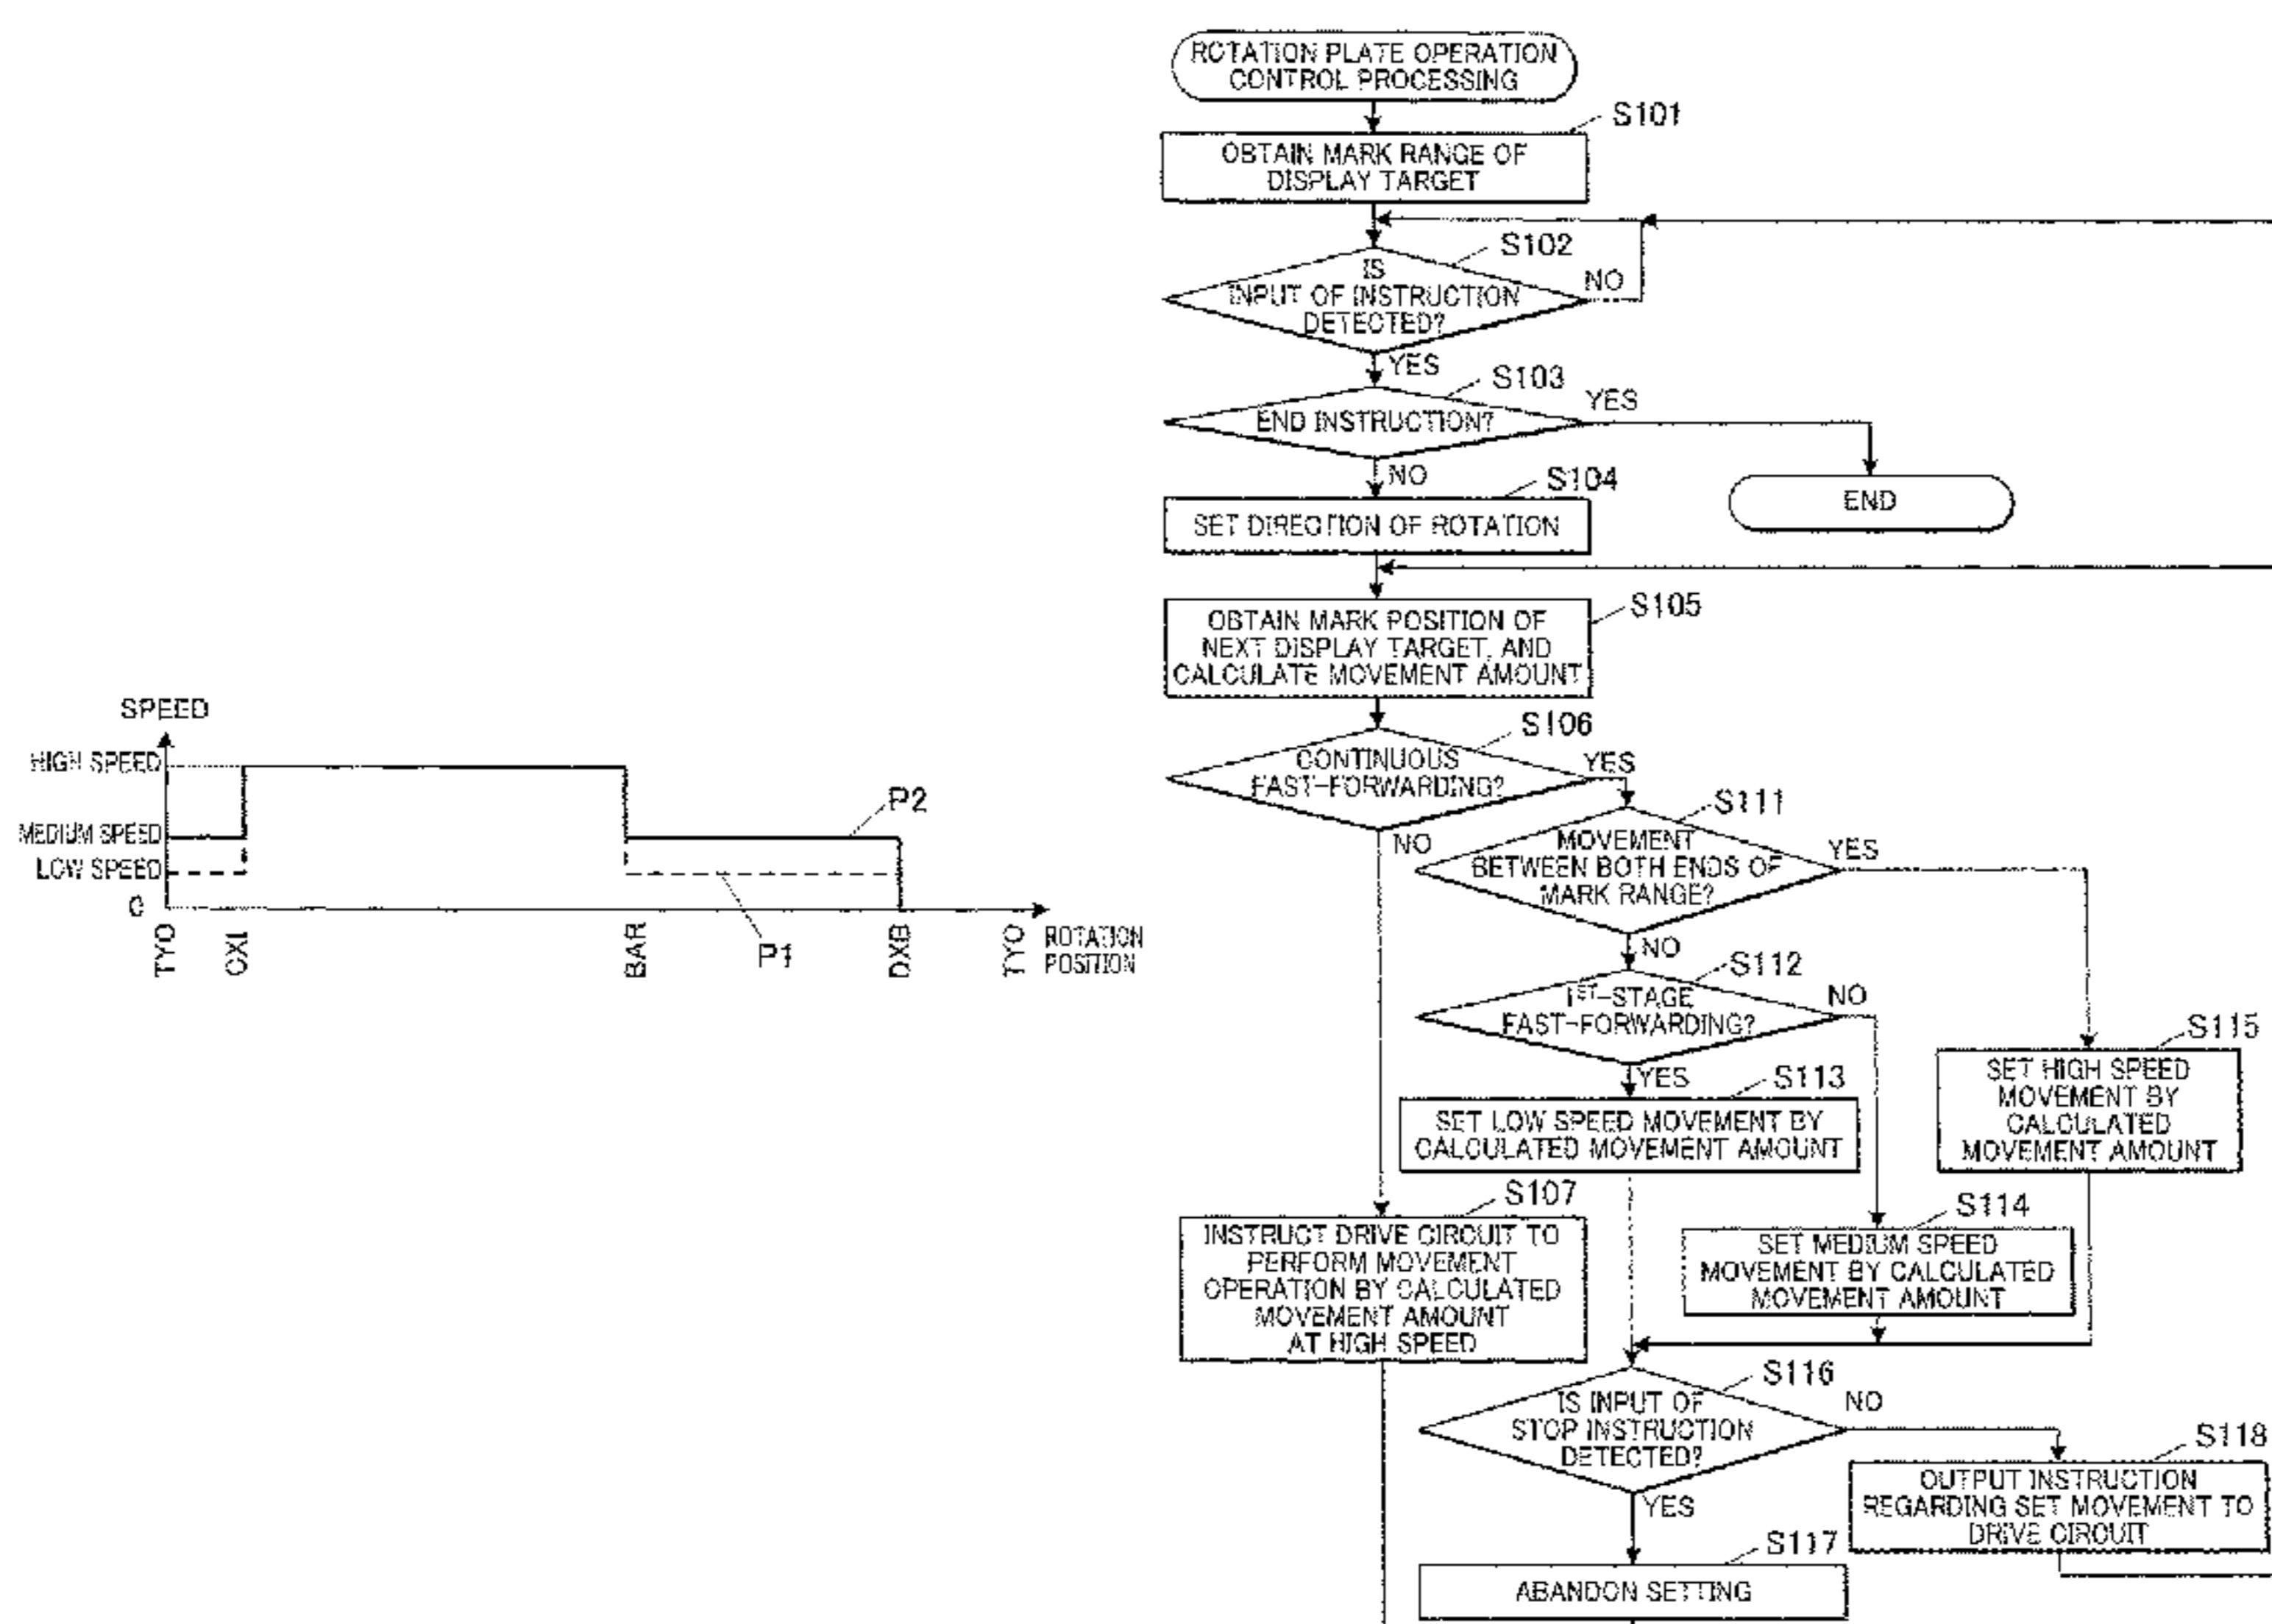 SPEED
HIGH SPEED
MEDIUM SPEED
LOW SPEED
0
P2
P1
TYO
CXI
BAR
DXB
TYO
ROTATION
POSITION
ROTATION PLATE OPERATION
CONTROL PROCESSING
S101
OBTAIN MARK RANGE OF
DISPLAY TARGET
S102
IS
INPUT OF INSTRUCTION
DETECTED?
NO
YES
S103
END INSTRUCTION?
YES
NO
END
S104
SET DIRECTION OF ROTATION
S105
OBTAIN MARK POSITION OF
NEXT DISPLAY TARGET, AND
CALCULATE MOVEMENT AMOUNT
S106
CONTINUOUS
FAST-FORWARDING?
YES
NO
S111
MOVEMENT
BETWEEN BOTH ENDS OF
MARK RANGE?
YES
NO
S112
1ST-STAGE
FAST-FORWARDING?
NO
YES
S113
SET LOW SPEED MOVEMENT BY
CALCULATED MOVEMENT AMOUNT
S115
SET HIGH SPEED
MOVEMENT BY
CALCULATED
MOVEMENT AMOUNT
S107
INSTRUCT DRIVE CIRCUIT TO
PERFORM MOVEMENT
OPERATION BY CALCULATED
MOVEMENT AMOUNT
AT HIGH SPEED
S114
SET MEDIUM SPEED
MOVEMENT BY CALCULATED
MOVEMENT AMOUNT
S116
IS INPUT OF
STOP INSTRUCTION
DETECTED?
NO
YES
S118
OUTPUT INSTRUCTION
REGARDING SET MOVEMENT TO
DRIVE CIRCUIT
S117
ABANDON SETTING